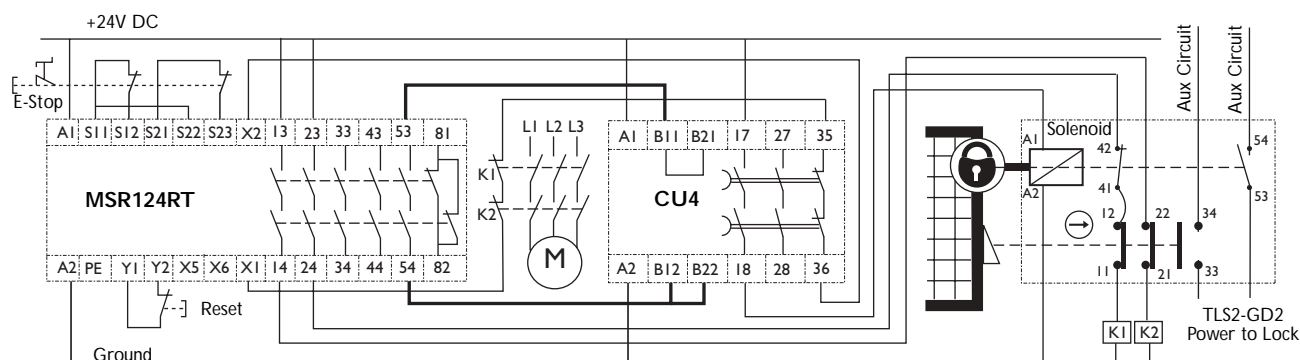 +24V DC
Aux Circuit
Aux Circuit
E-Stop
L1 L2 L3
A1 S11 S12 S21 S22 S23 X2 13 23 33 43 53 81
A1 B11 B21 17 27 35
Solenoid
A1
42
54
K1
MSR124RT
CU4
K2
A2
41
53
12 22 34
M
A2 PE Y1 Y2 X5 X6 X1 14 24 34 44 54 82
A2 B12 B22 18 28 36
11 21 33
Reset
K1 K2
TLS2-GD2
Power to Lock
Ground